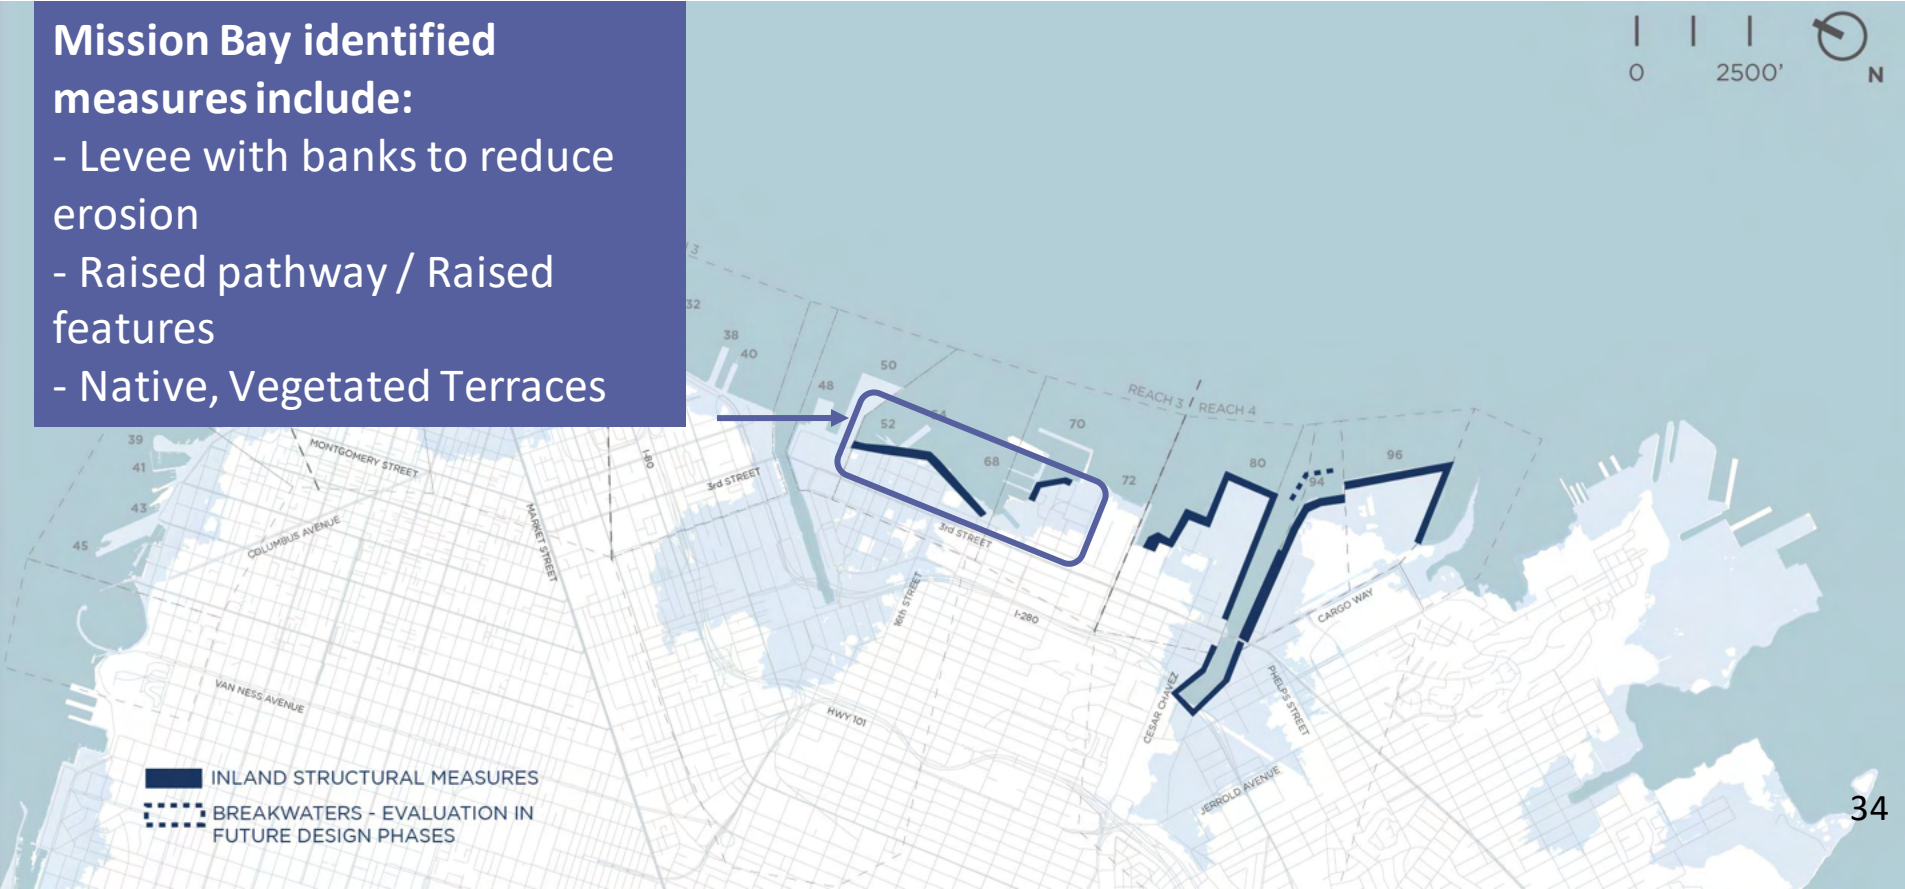 Mission Bay identified
measures include:
- Levee with banks to reduce
erosion
- Raised pathway / Raised
features
- Native, Vegetated Terraces
0 2500'
N
3
32
38
40
48
50
52
54
68
70
72
REACH 3
REACH 4
80
94
96
39
41
43
45
MONTGOMERY STREET
COLUMBUS AVENUE
MARKET STREET
I-80
3rd STREET
3rd STREET
16th STREET
I-280
VAN NESS AVENUE
HWY 101
CESAR CHAVEZ
CARGO WAY
PHELPS STREET
JERROLD AVENUE
INLAND STRUCTURAL MEASURES
BREAKWATERS - EVALUATION IN
FUTURE DESIGN PHASES
34